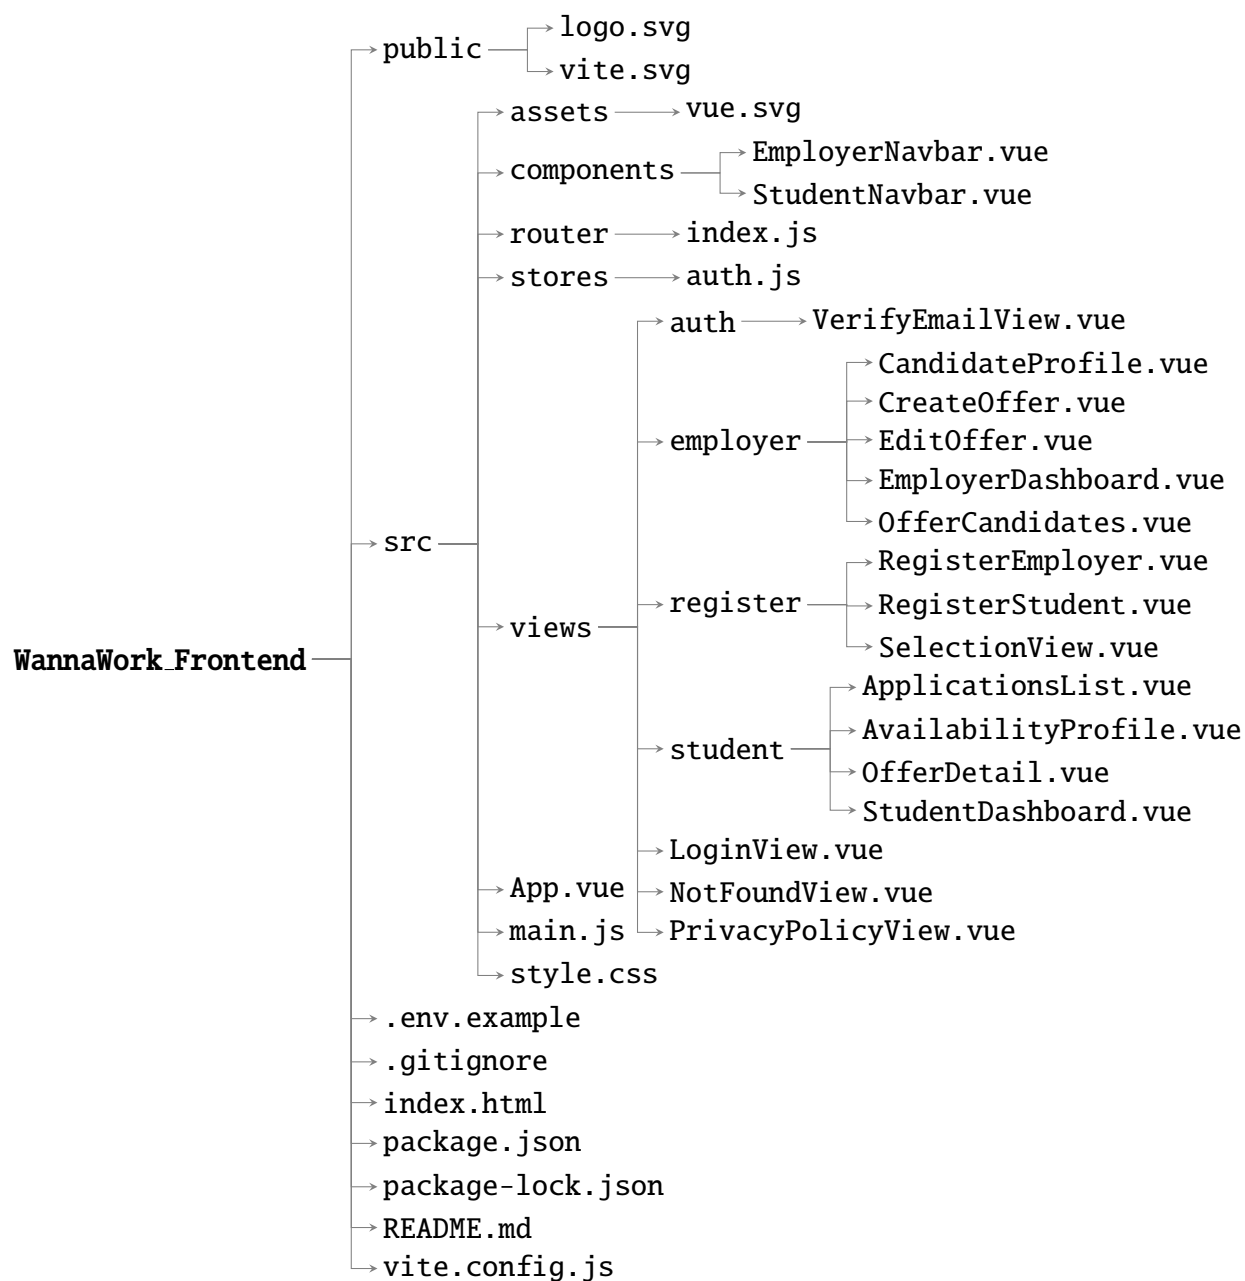 logo.svg
public
vite.svg
assets
vue.svg
components
EmployerNavbar.vue
StudentNavbar.vue
router
index.js
stores
auth.js
auth
VerifyEmailView.vue
CandidateProfile.vue
CreateOffer.vue
employer
EditOffer.vue
EmployerDashboard.vue
OfferCandidates.vue
src
RegisterEmployer.vue
register
RegisterStudent.vue
views
SelectionView.vue
WannaWork_Frontend
ApplicationsList.vue
AvailabilityProfile.vue
student
OfferDetail.vue
StudentDashboard.vue
LoginView.vue
App.vue
NotFoundView.vue
main.js
PrivacyPolicyView.vue
style.css
.env.example
.gitignore
index.html
package.json
package-lock.json
README.md
vite.config.js